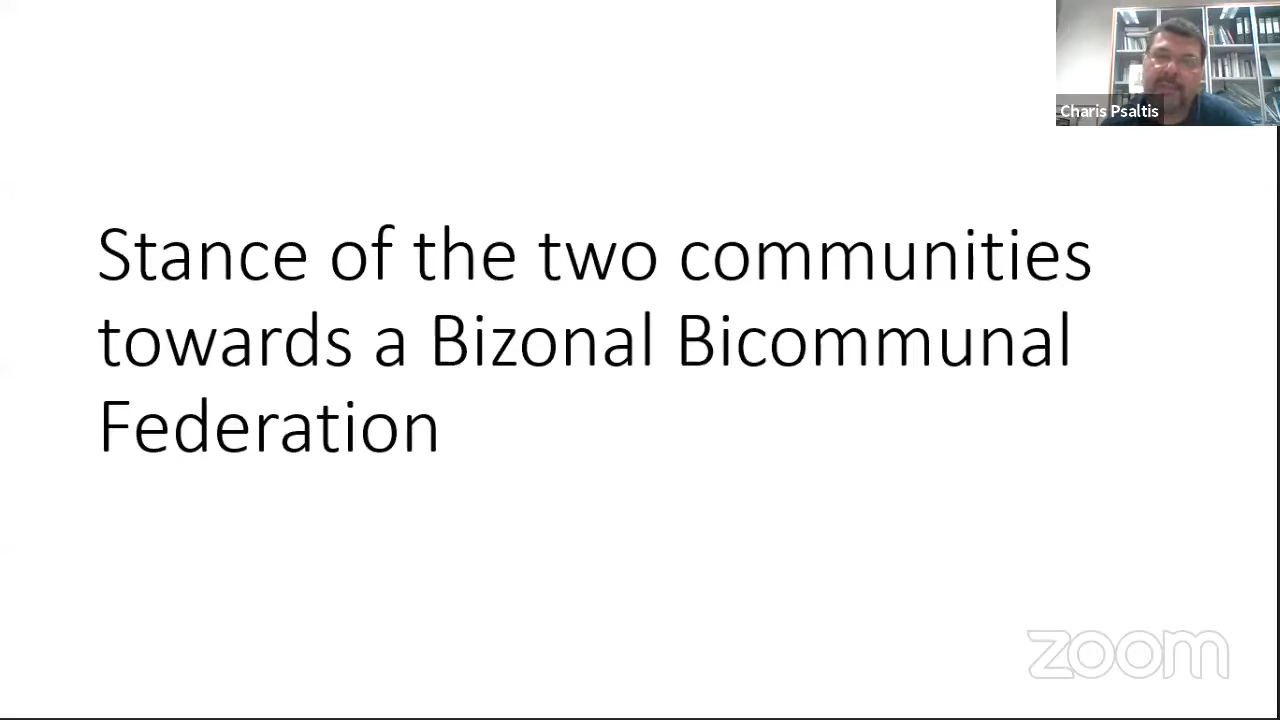 Charis Psaltis
Stance of the two communities
towards a Bizonal Bicommunal
Federation
zoom